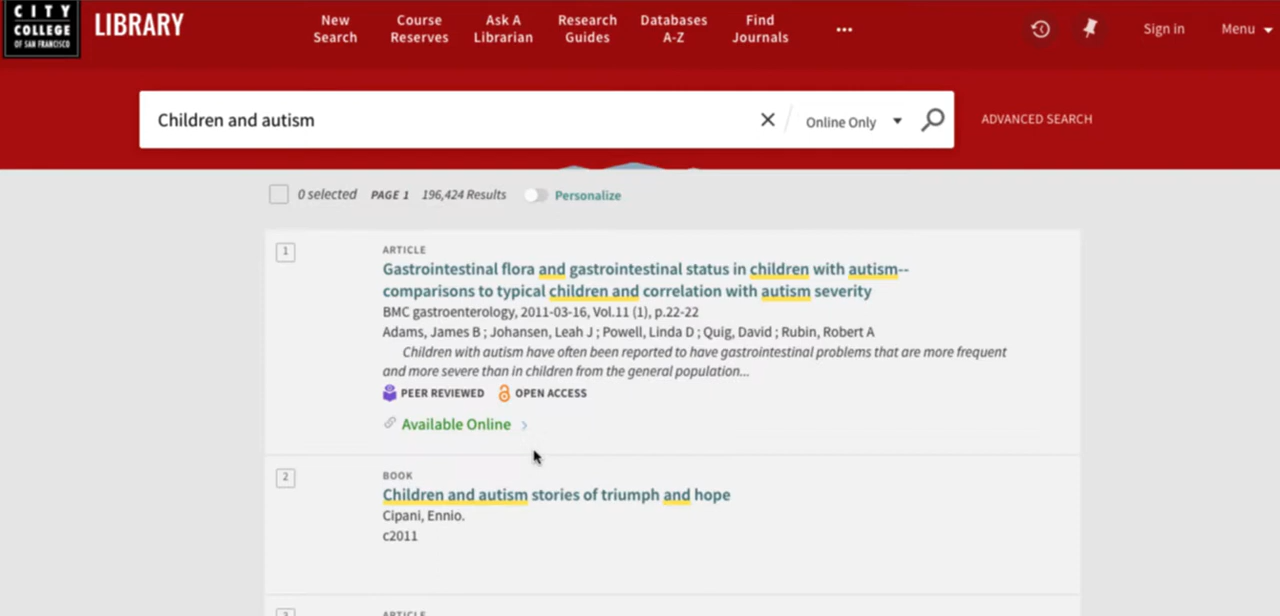 CITY
COLLEGE
OF SAN FRANCISCO
LIBRARY
New
Search
Course
Reserves
Ask A
Librarian
Research
Guides
Databases
A-Z
Find
Journals
...
Sign in
Menu
Children and autism
Online Only
ADVANCED SEARCH
0 selected PAGE 1 196,424 Results Personalize
1
ARTICLE
Gastrointestinal flora and gastrointestinal status in children with autism--
comparisons to typical children and correlation with autism severity
BMC gastroenterology, 2011-03-16, Vol.11 (1), p.22-22
Adams, James B ; Johansen, Leah J ; Powell, Linda D ; Quig, David ; Rubin, Robert A
Children with autism have often been reported to have gastrointestinal problems that are more frequent
and more severe than in children from the general population...
PEER REVIEWED OPEN ACCESS
Available Online
2
BOOK
Children and autism stories of triumph and hope
Cipani, Ennio.
c2011
3
ARTICLE